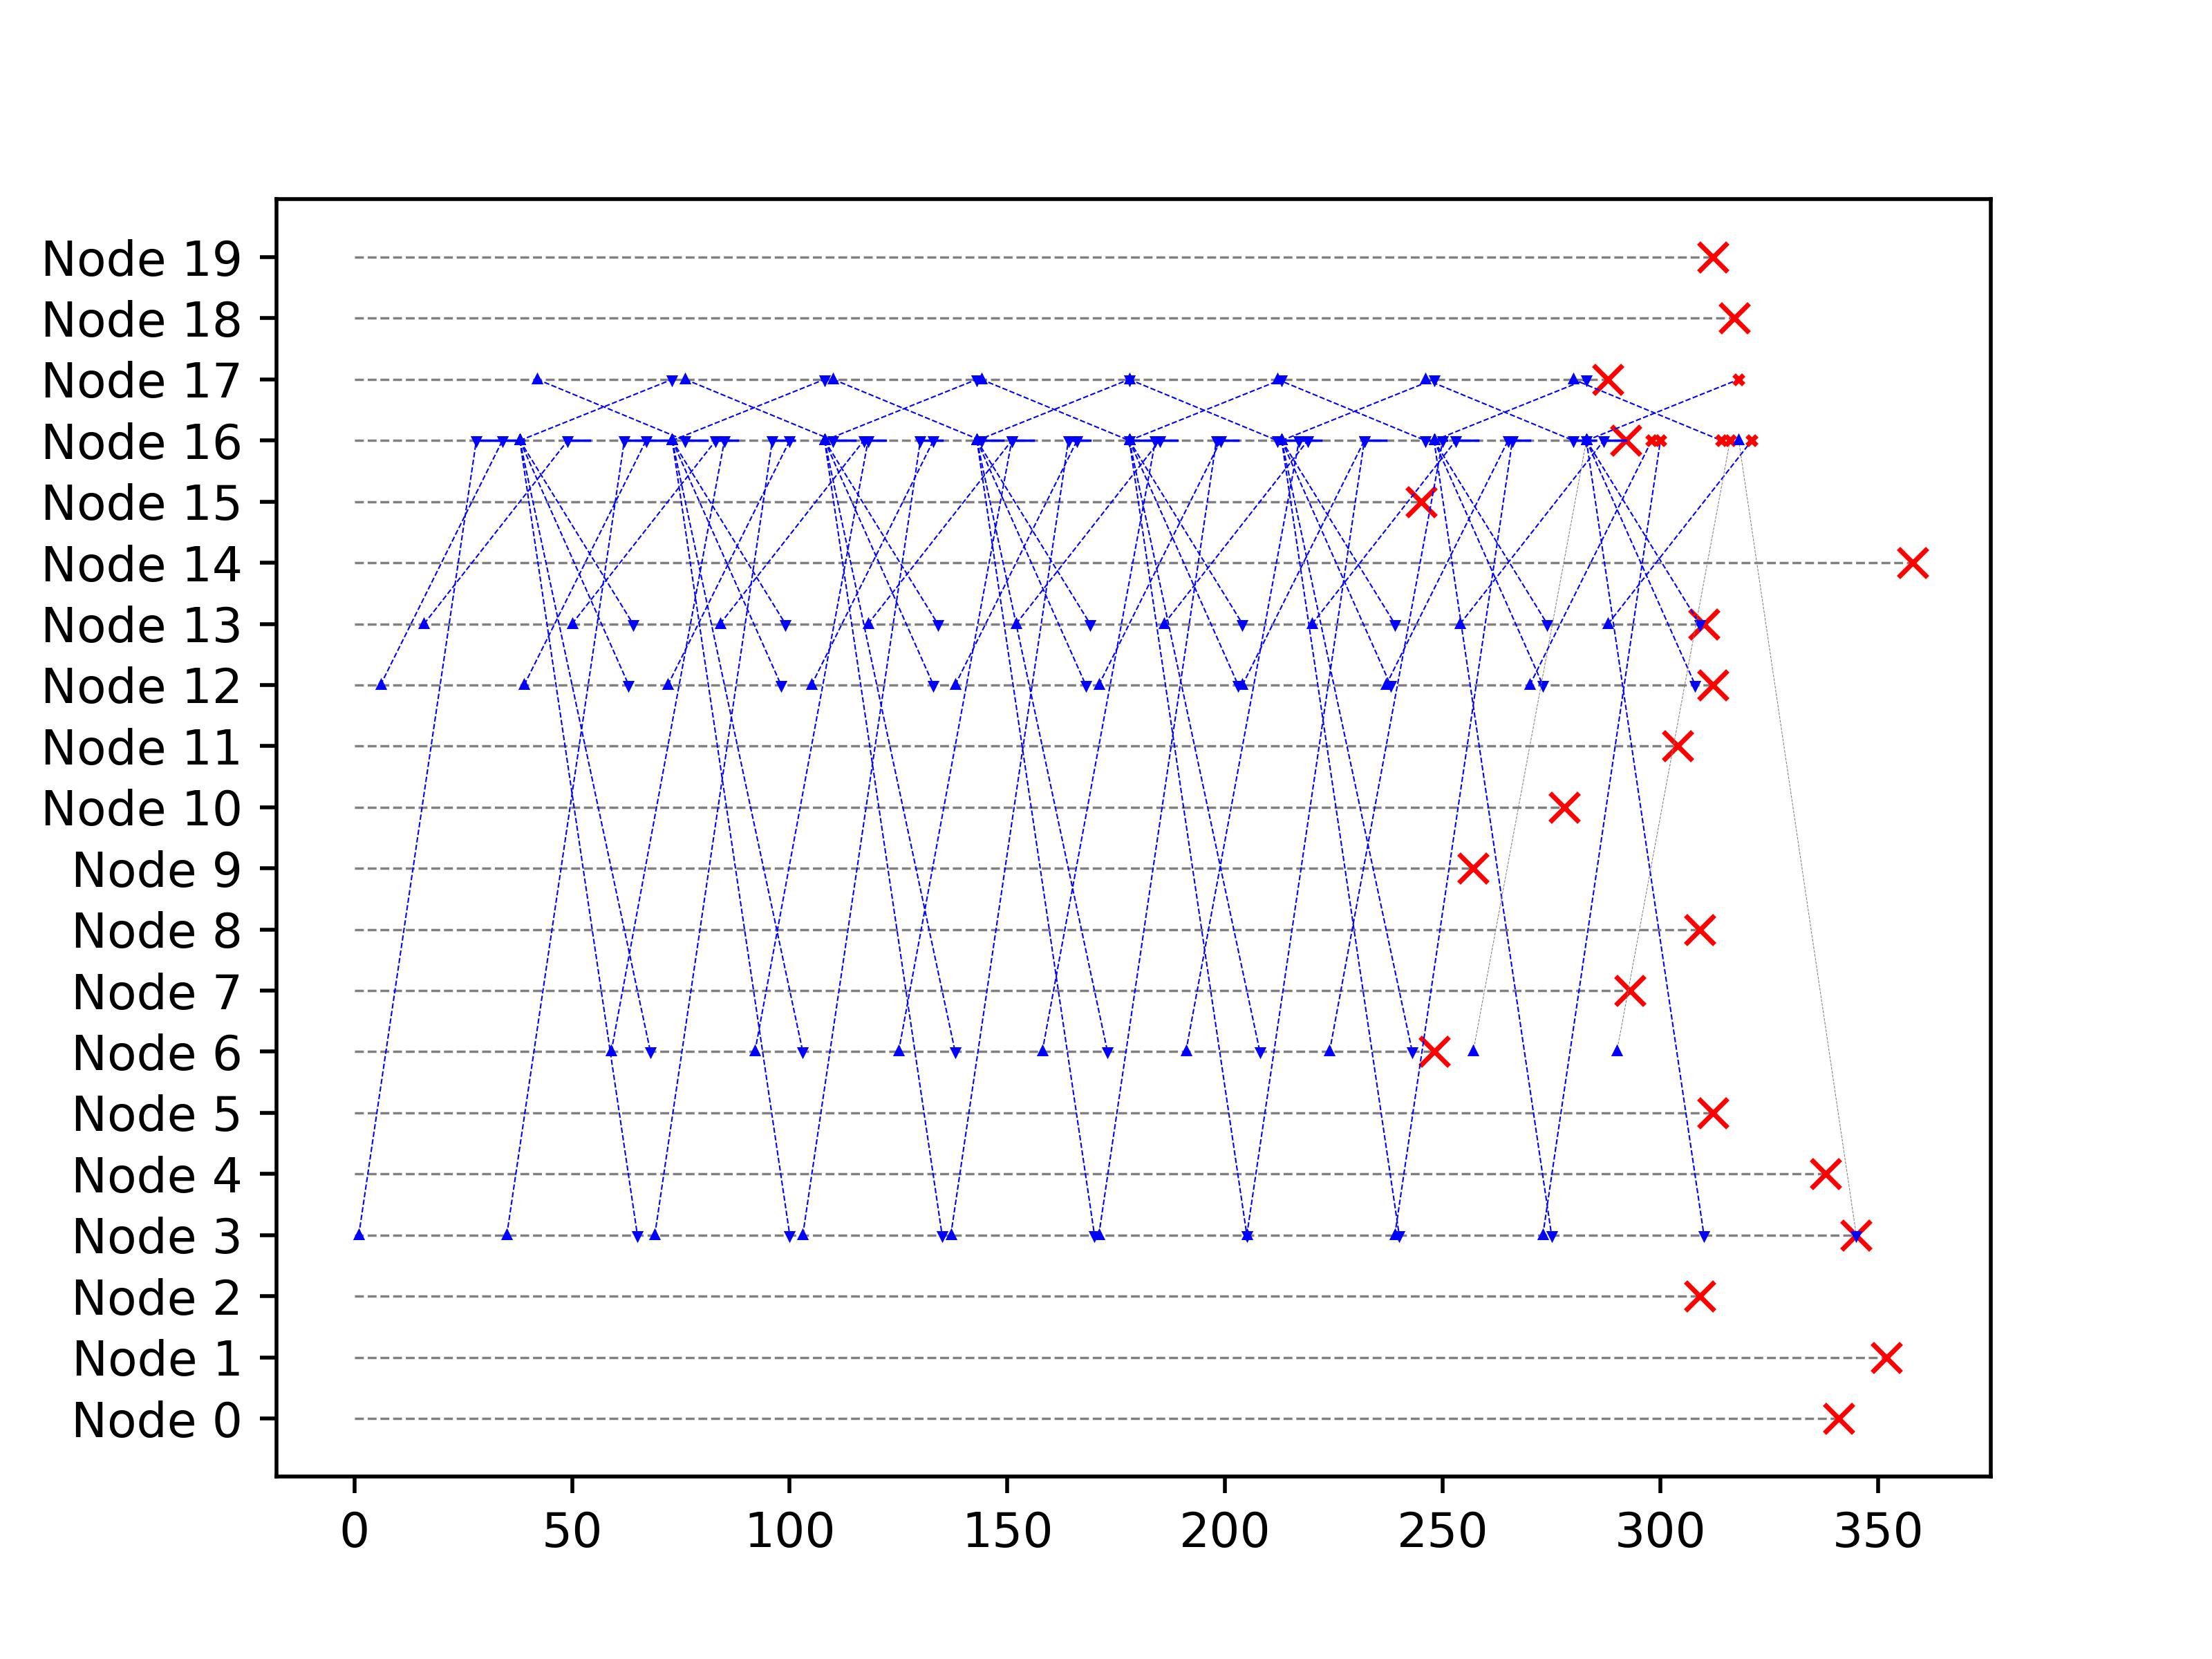 Node 19
Node 18
Node 17
Node 16
Node 15
Node 14
Node 13
Node 12
Node 11
Node 10
Node 9
Node 8
Node 7
Node 6
Node 5
Node 4
Node 3
Node 2
Node 1
Node 0
0 50 100 150 200 250 300 350